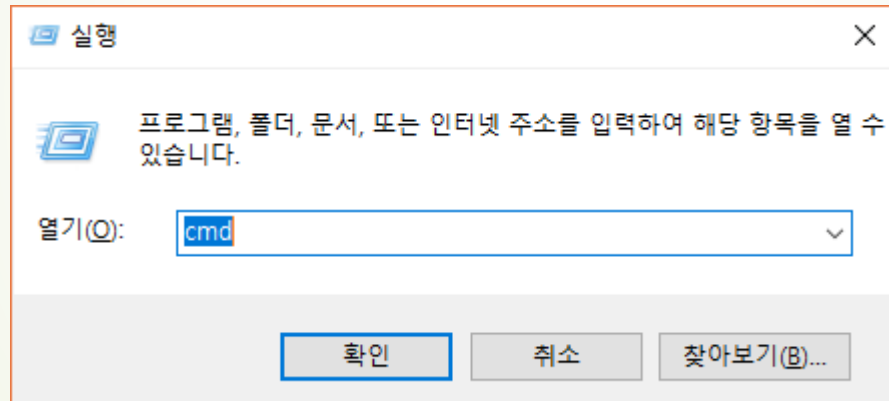 실행
프로그램, 폴더, 문서, 또는 인터넷 주소를 입력하여 해당 항목을 열 수
있습니다.
열기(O): cmd
확인 취소 찾아보기(B)...